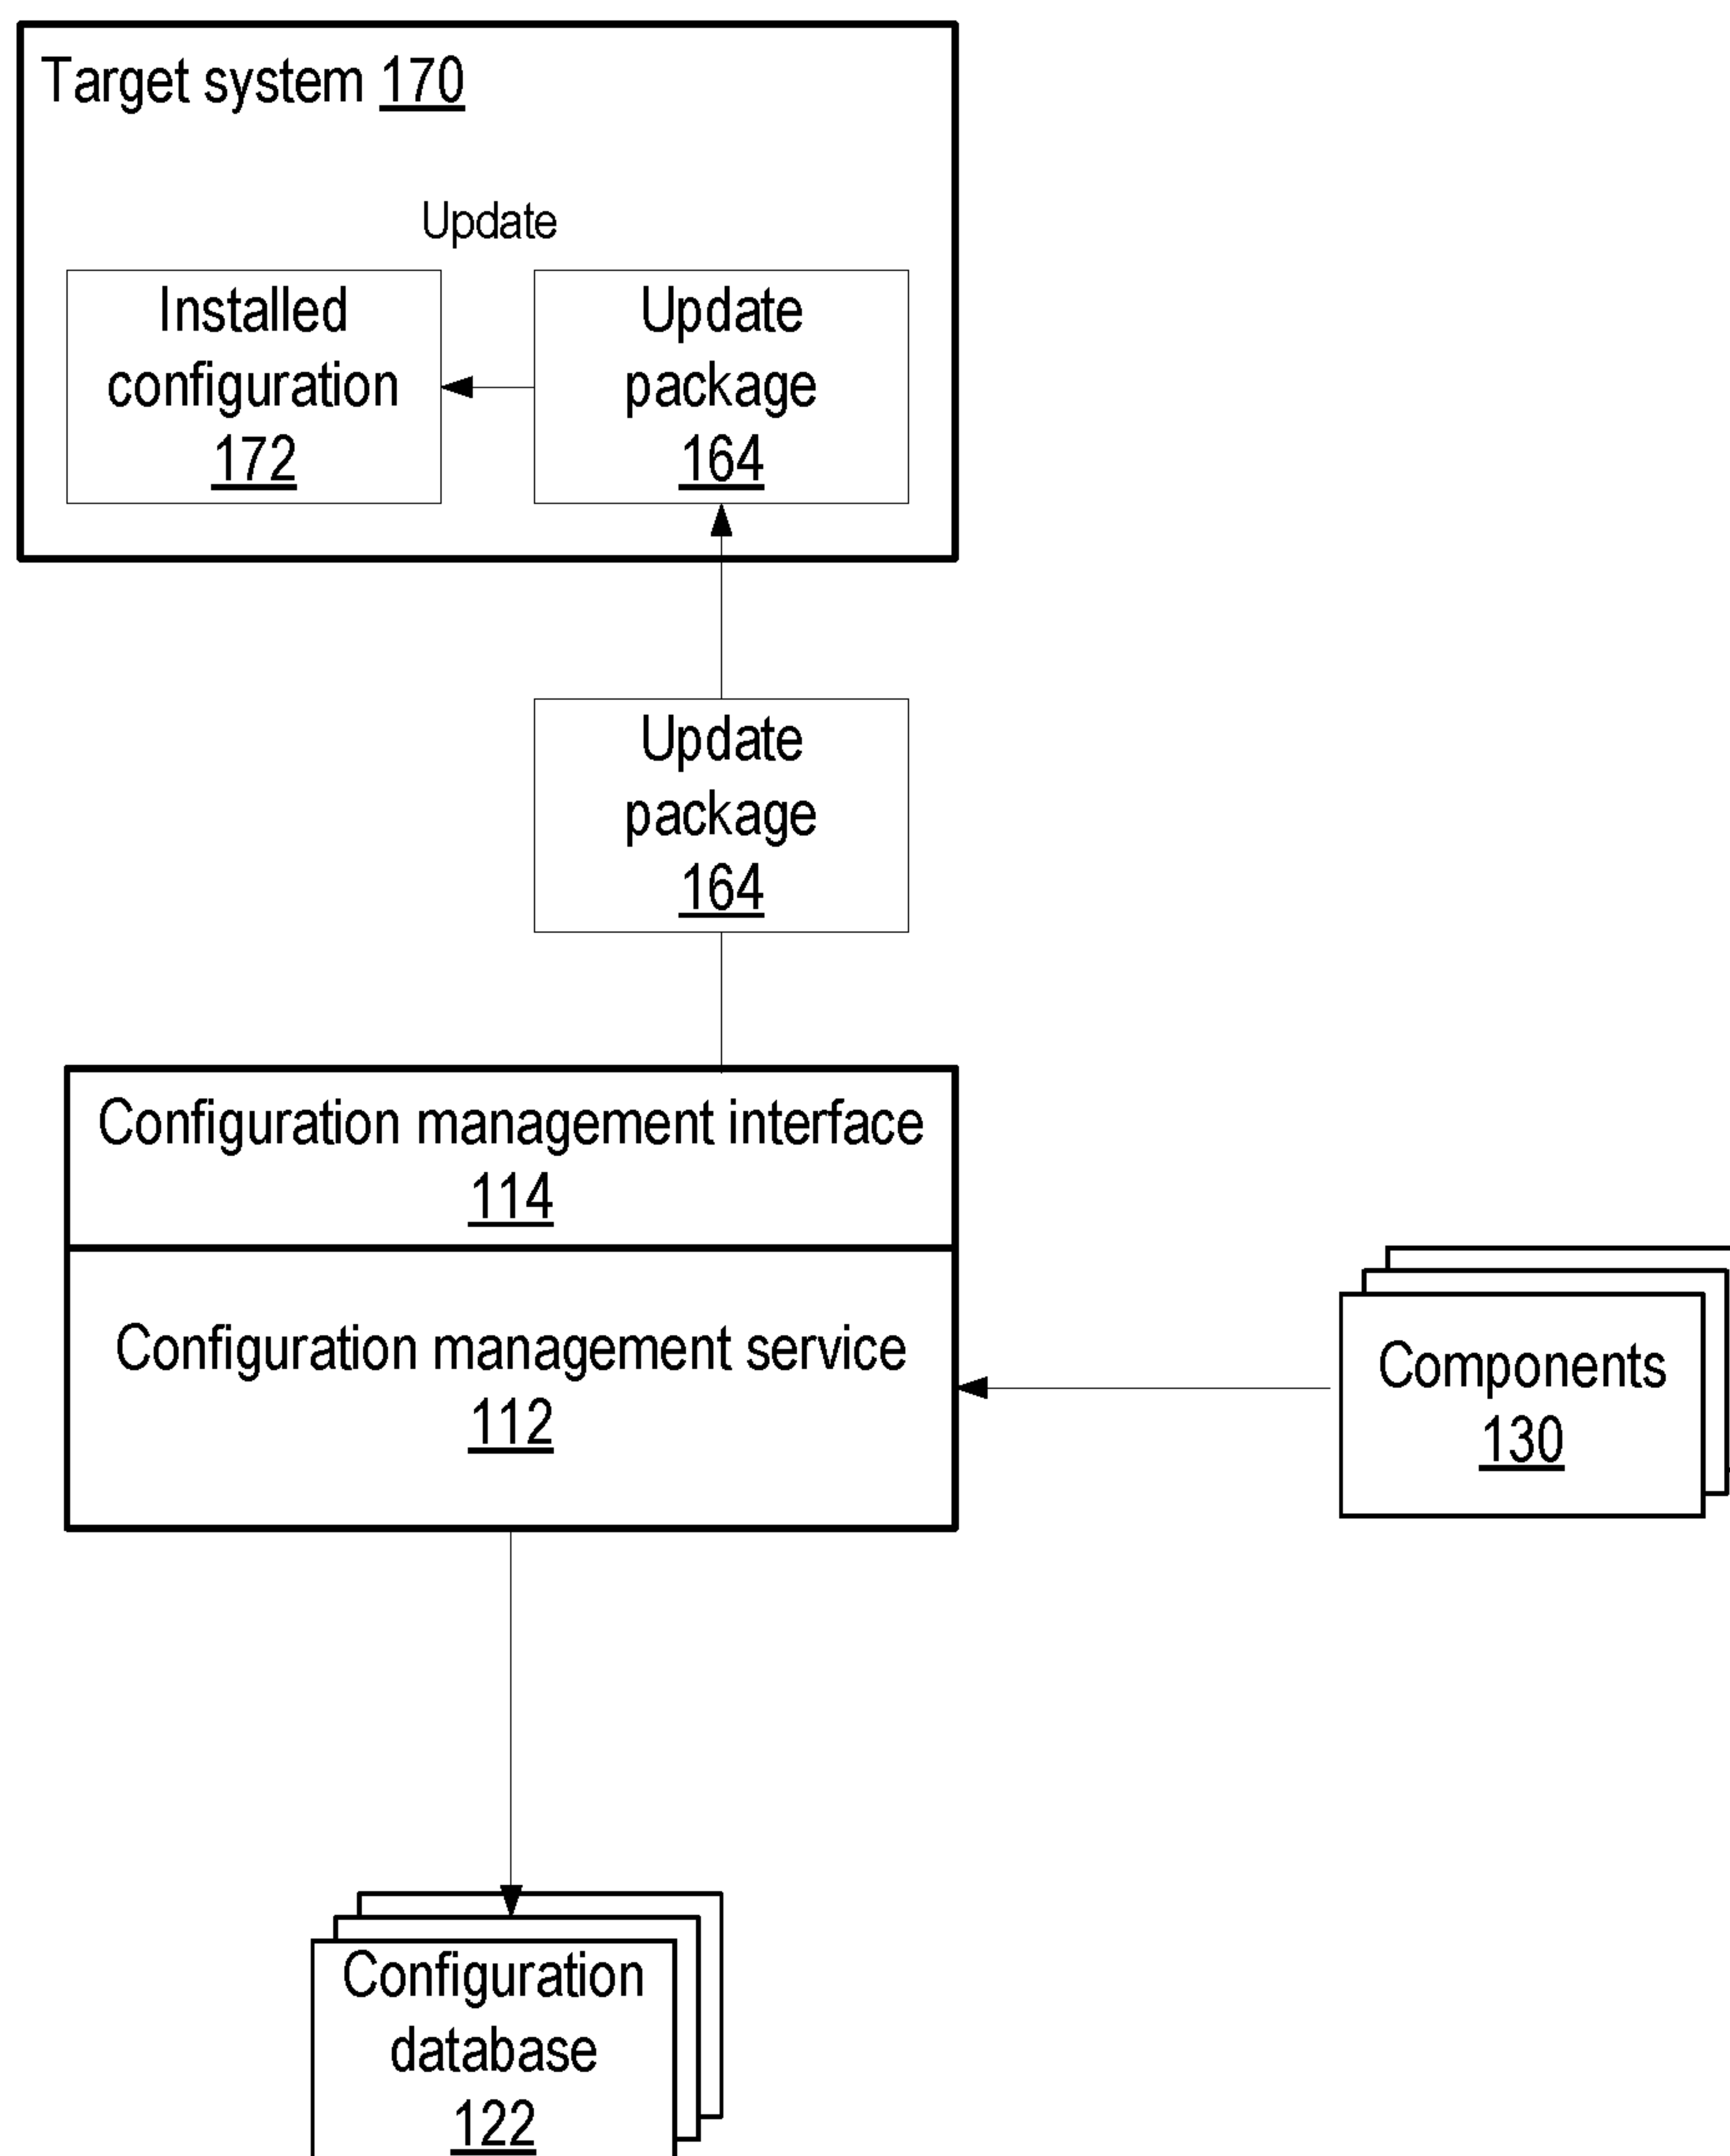 Target system 170
Update
Installed
configuration
172
Update
package
164
Update
package
164
Configuration management interface
114
Configuration management service
112
Components
130
Configuration
database
122